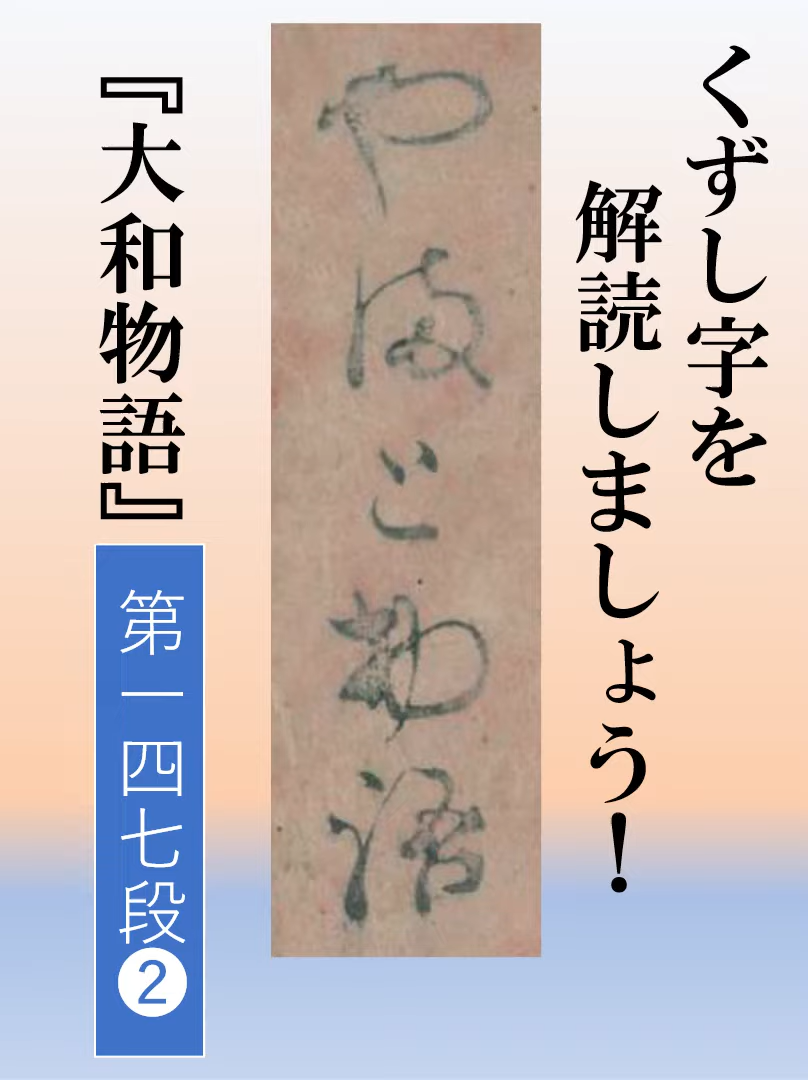 くずし字を
解読しましょう！
やまと物語
『大和物語』
第一四七段❷